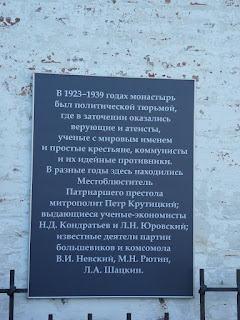 В 1923–1939 годах монастырь
был политической тюрьмой,
где в заточении оказались
верующие и атеисты,
ученые с мировым именем
и простые крестьяне, коммунисты
и их идейные противники.
В разные годы здесь находились
Местоблюститель
Патриаршего престола
митрополит Петр Крутицкий;
выдающиеся ученые-экономисты
Н.Д. Кондратьев и Л.Н. Юровский;
известные деятели партии
большевиков и комсомола
В.И. Невский, М.Н. Рютин,
Л.А. Шацкин.